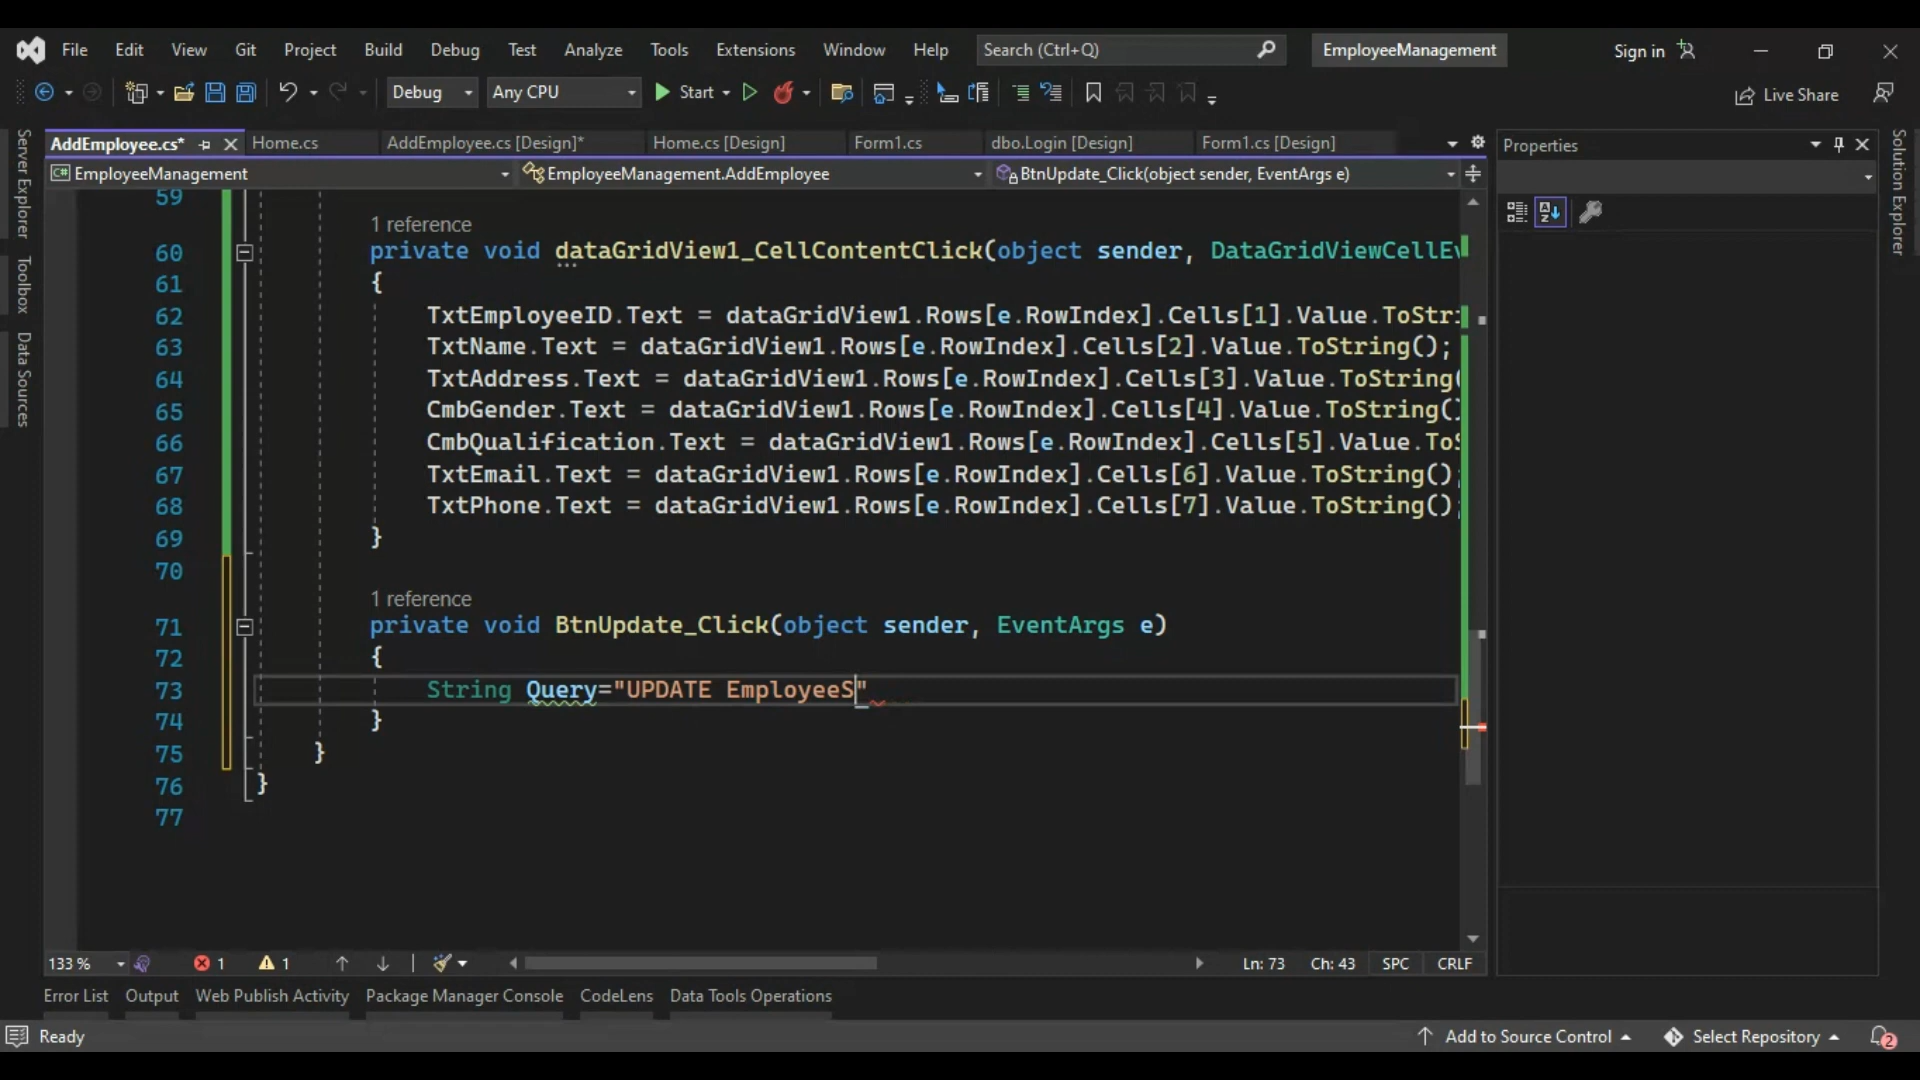 File Edit View Git Project Build Debug Test Analyze Tools Extensions Window Help Search (Ctrl+Q) EmployeeManagement Sign in
Debug Any CPU Start Live Share
AddEmployee.cs* Home.cs AddEmployee.cs [Design]* Home.cs [Design] Form1.cs dbo.Login [Design] Form1.cs [Design] Properties
EmployeeManagement EmployeeManagement.AddEmployee BtnUpdate_Click(object sender, EventArgs e)
Server Explorer
Toolbox
Data Sources
Solution Explorer
59
1 reference
60 private void dataGridView1_CellContentClick(object sender, DataGridViewCellEv
61 {
62 TxtEmployeeID.Text = dataGridView1.Rows[e.RowIndex].Cells[1].Value.ToStri
63 TxtName.Text = dataGridView1.Rows[e.RowIndex].Cells[2].Value.ToString();
64 TxtAddress.Text = dataGridView1.Rows[e.RowIndex].Cells[3].Value.ToString(
65 CmbGender.Text = dataGridView1.Rows[e.RowIndex].Cells[4].Value.ToString()
66 CmbQualification.Text = dataGridView1.Rows[e.RowIndex].Cells[5].Value.ToS
67 TxtEmail.Text = dataGridView1.Rows[e.RowIndex].Cells[6].Value.ToString();
68 TxtPhone.Text = dataGridView1.Rows[e.RowIndex].Cells[7].Value.ToString();
69 }
70
1 reference
71 private void BtnUpdate_Click(object sender, EventArgs e)
72 {
73 String Query="UPDATE EmployeeS"
74 }
75 }
76 }
77
133 % 1 1 Ln: 73 Ch: 43 SPC CRLF
Error List Output Web Publish Activity Package Manager Console CodeLens Data Tools Operations
Ready Add to Source Control Select Repository 2